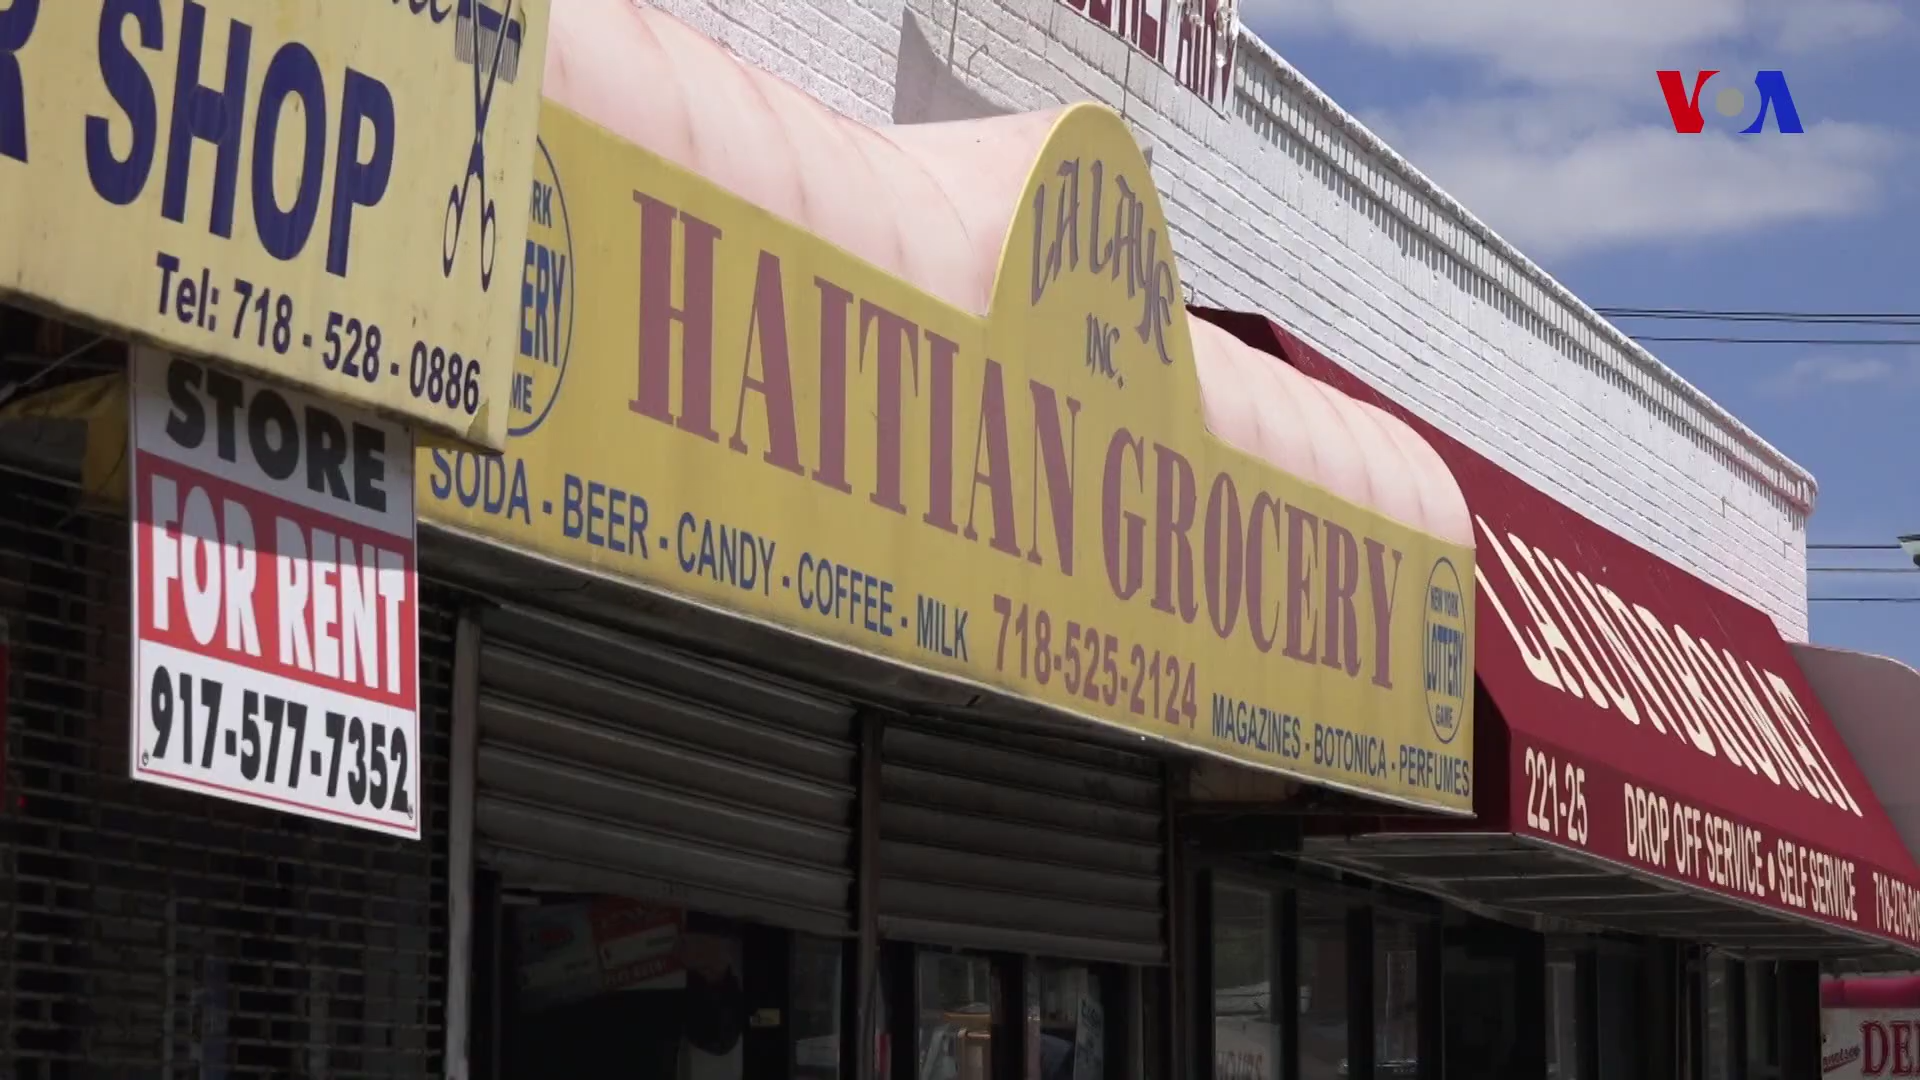 SHOP
Tel: 718 - 528 - 0886
STORE
FOR RENT
917-577-7352
LA LAYE
INC.
HAITIAN GROCERY
SODA - BEER - CANDY - COFFEE - MILK
718-525-2124
MAGAZINES - BOTONICA - PERFUMES
NEW YORK
LOTTERY
GAME
LAUNDROMAT
221-25
DROP OFF SERVICE • SELF SERVICE
VOA